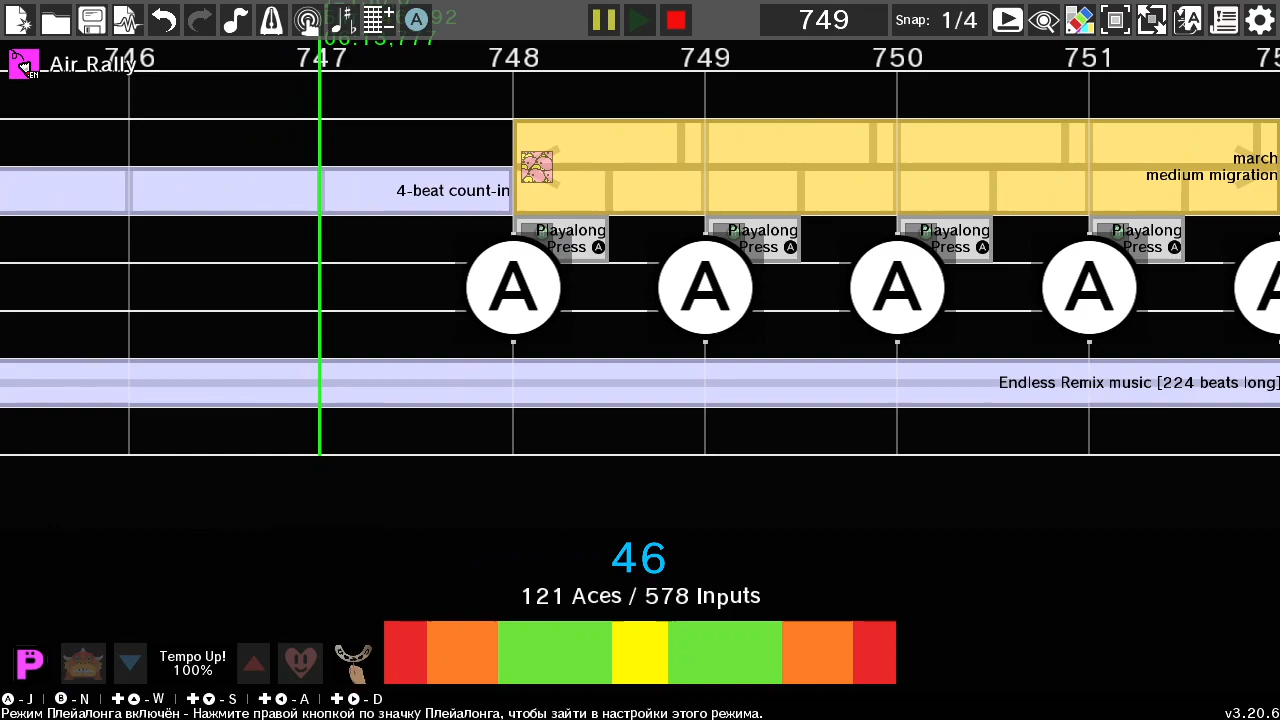 749
Snap: 1/4
Air Rally
EN
746 747 748 749 750 751
march
medium migration
4-beat count-in
Playalong Playalong Playalong Playalong
Press A Press A Press A Press A
A A A A
Endless Remix music [224 beats long]
46
121 Aces / 578 Inputs
P
Tempo Up!
100%
A - J | B - N | - W | - S | - A | - D
Режим Плейалонга включён - Нажмите правой кнопкой по значку Плейалонга, чтобы зайти в настройки этого режима.
v3.20.6